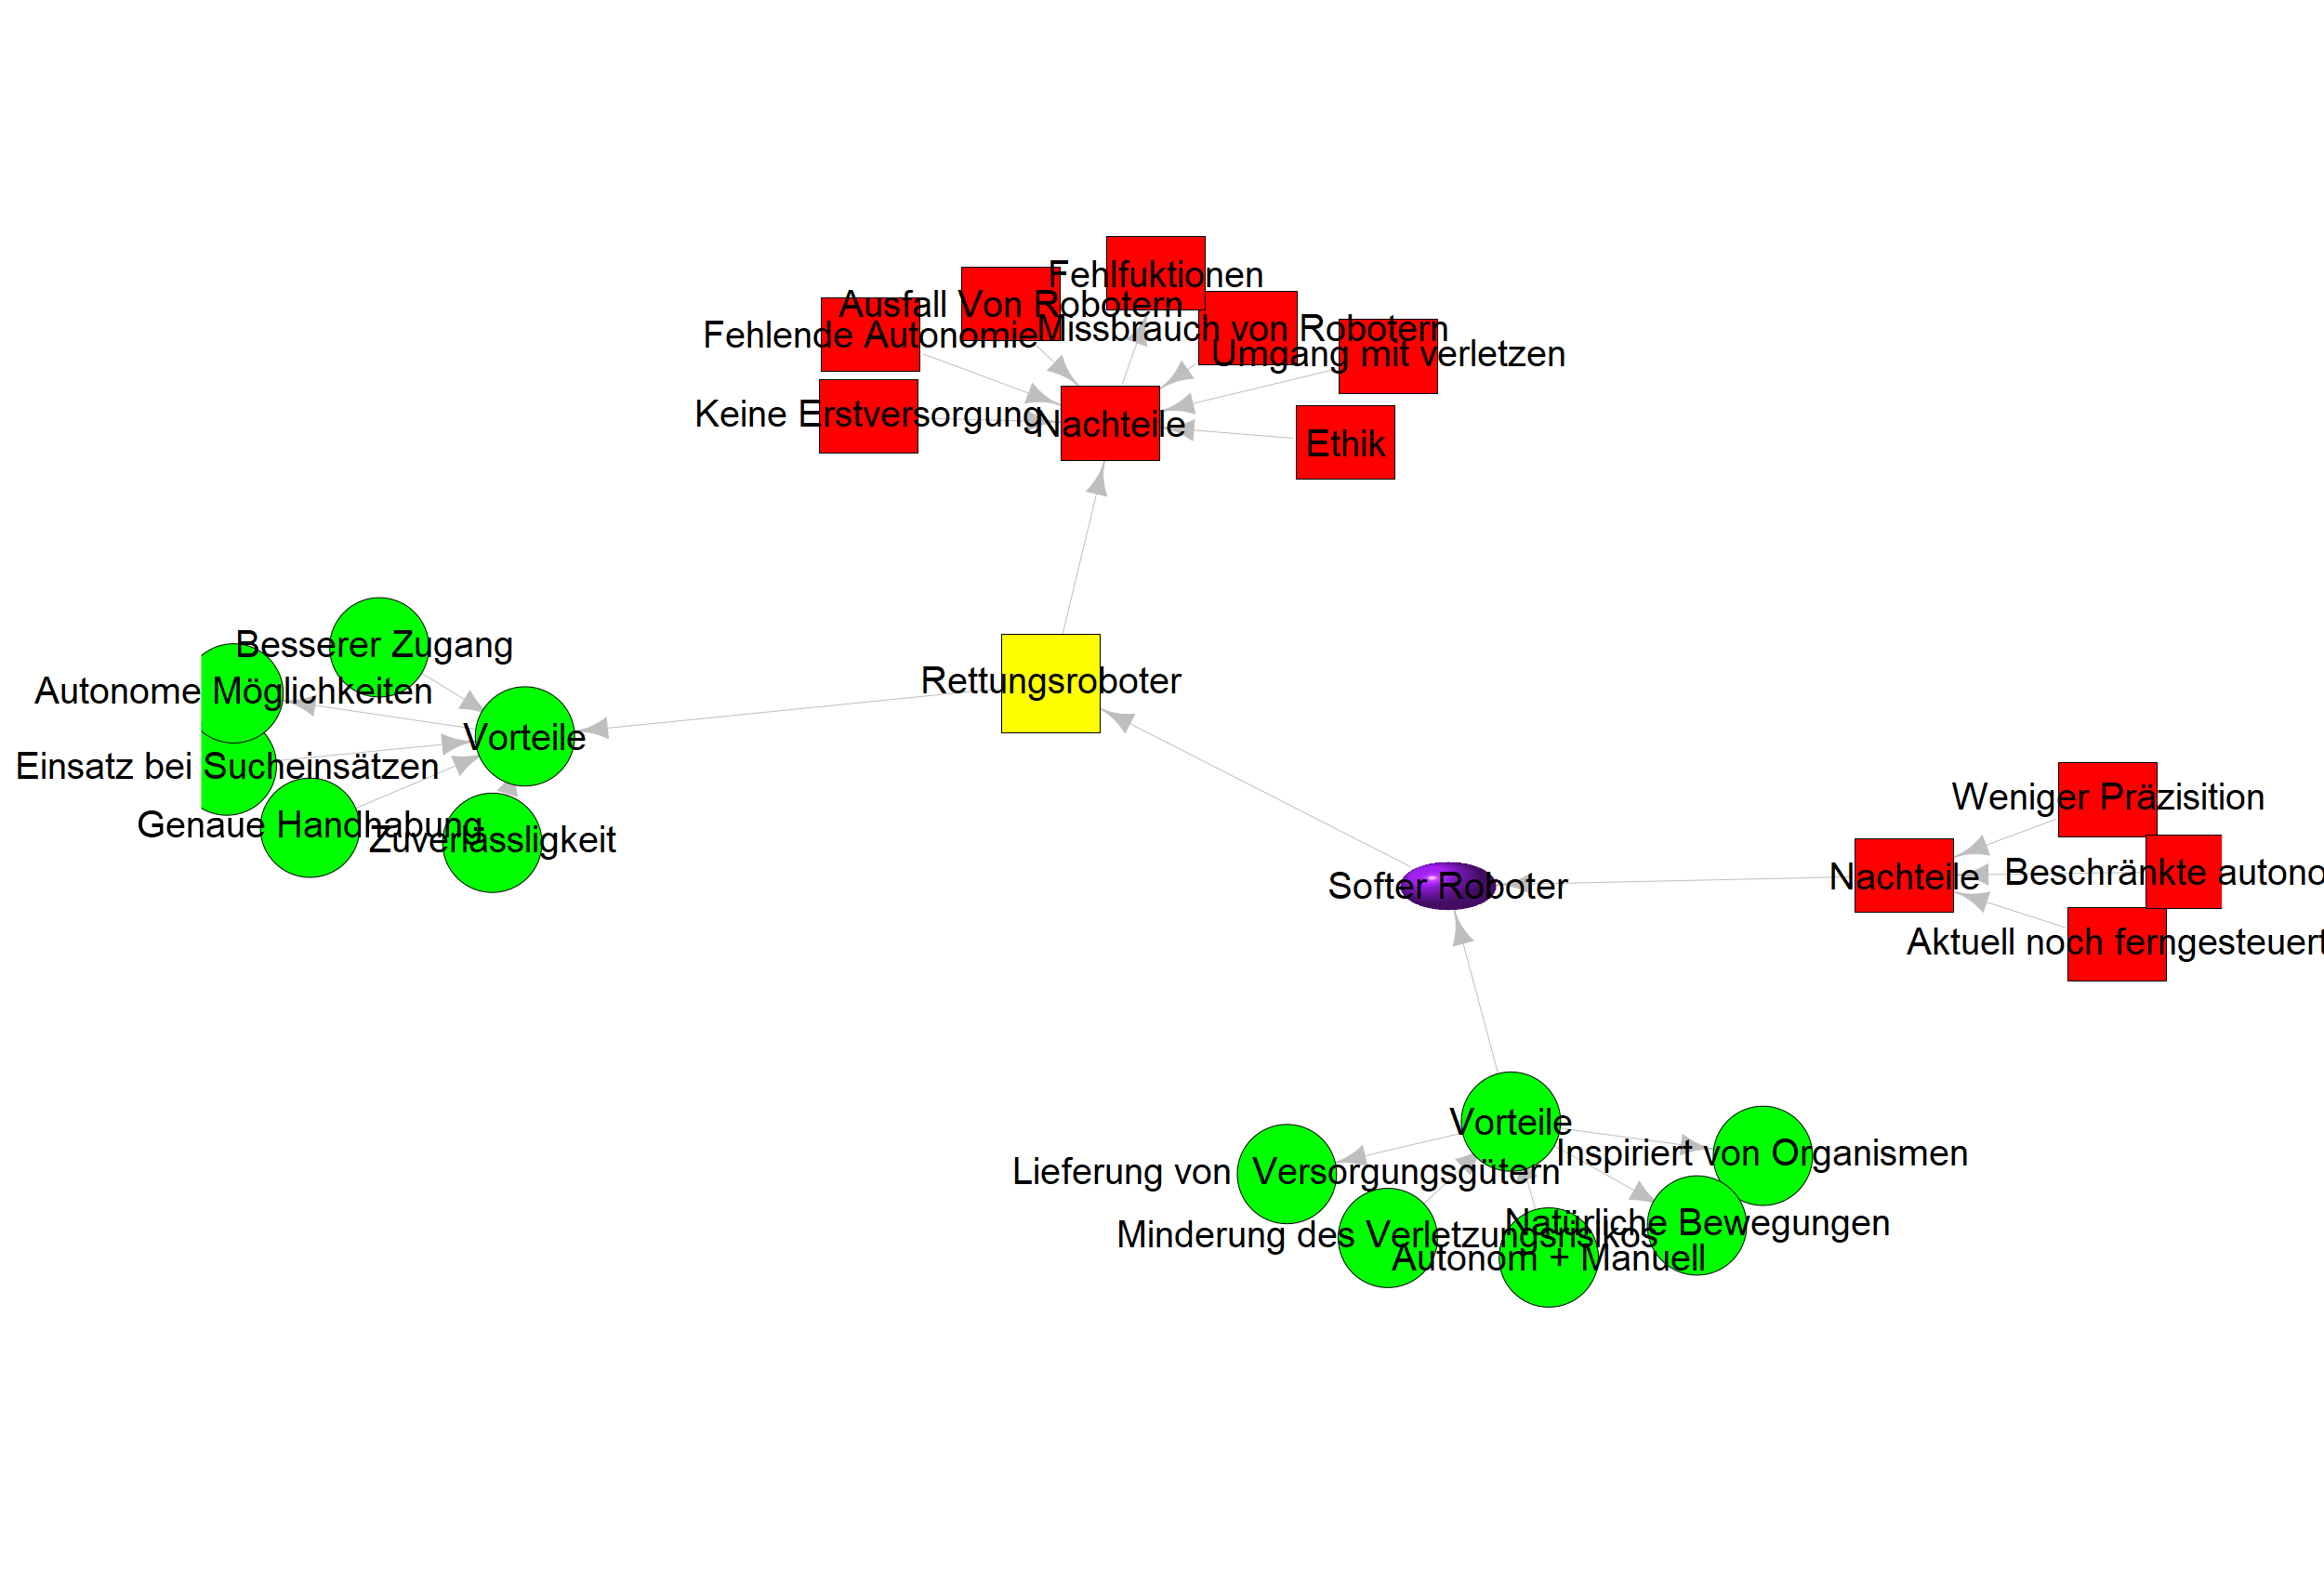 Fehlfuktionen
Ausfall Von Robotern
Missbrauch von Robotern
Fehlende Autonomie
Umgang mit verletzen
Keine Erstversorgung
Nachteile
Ethik
Besserer Zugang
Rettungsroboter
Autonome Möglichkeiten
Vorteile
Einsatz bei Sucheinsätzen
Genaue Handhabung
Zuverlässligkeit
Weniger Präzisition
Beschränkte autono
Nachteile
Softer Roboter
Aktuell noch ferngesteuert
Vorteile
Inspiriert von Organismen
Lieferung von Versorgungsgütern
Natürliche Bewegungen
Minderung des Verletzungsrisikos
Autonom + Manuell